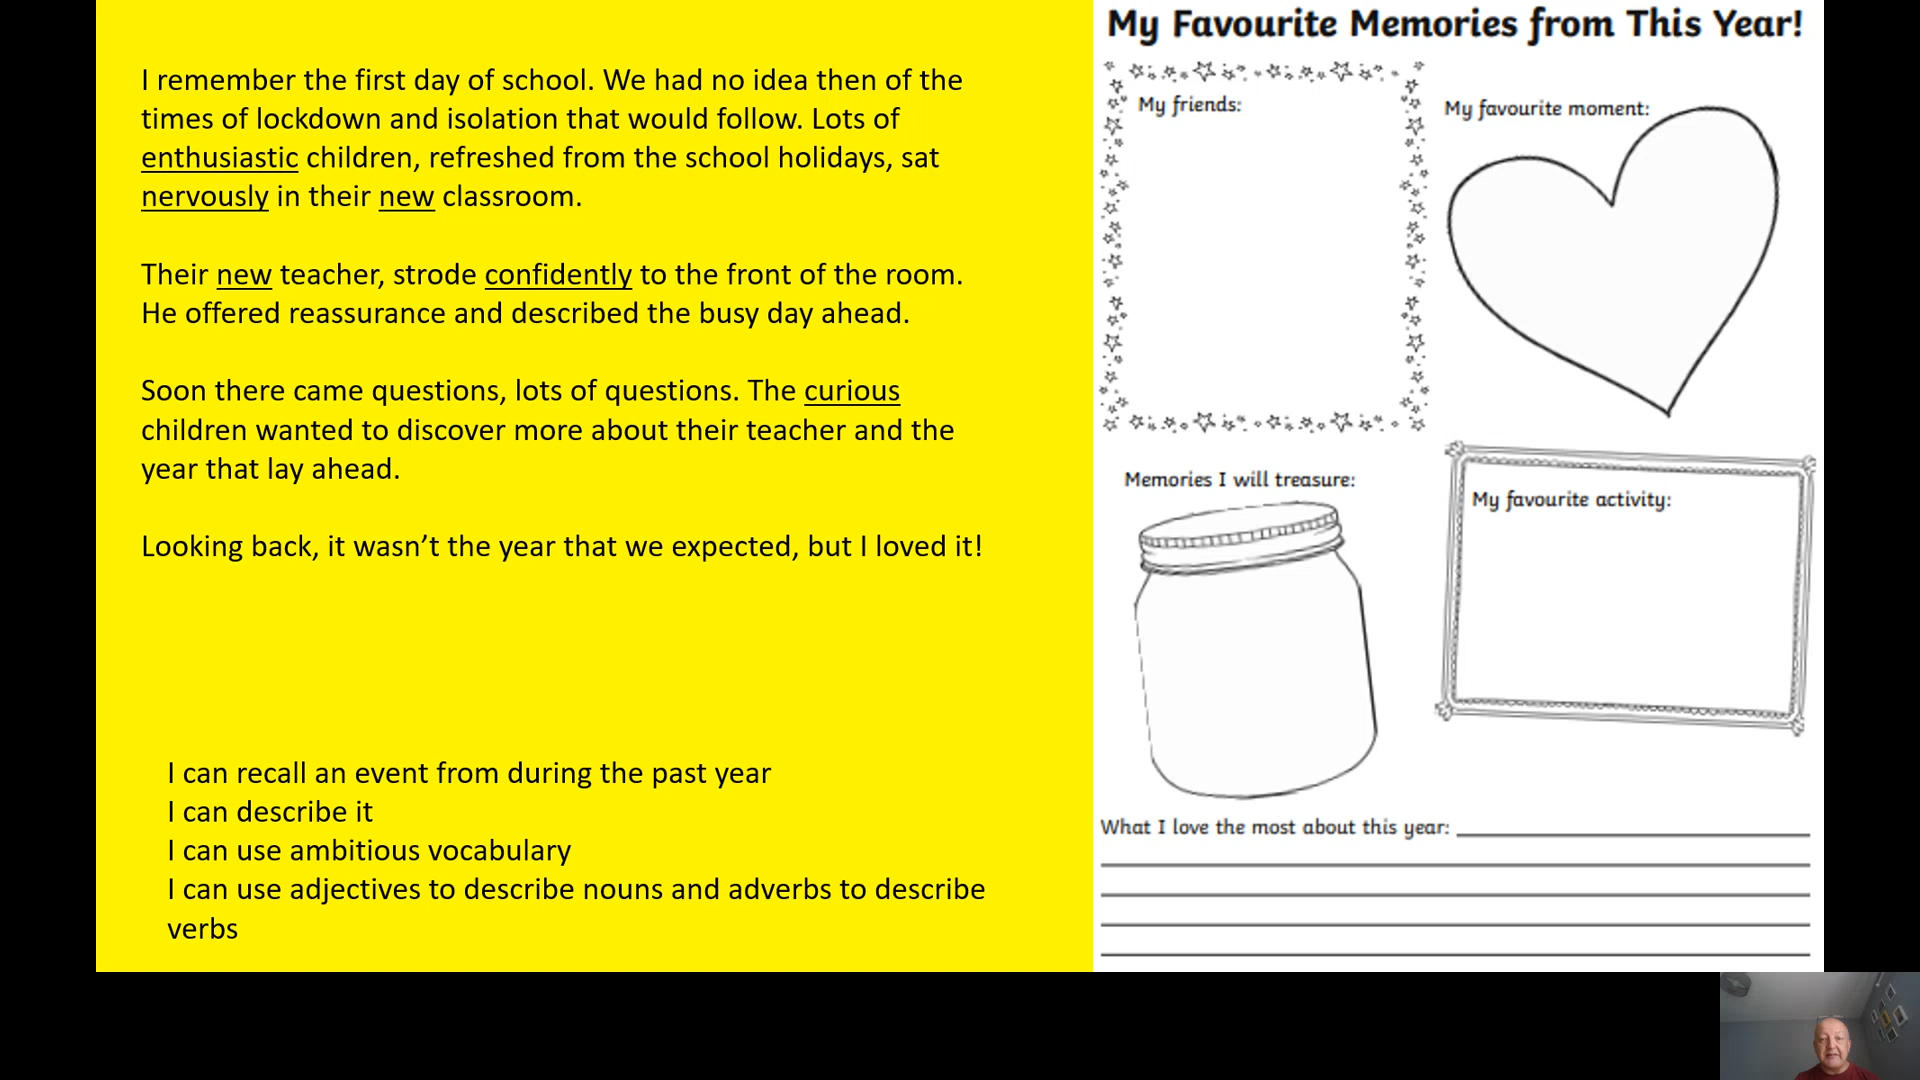 I remember the first day of school. We had no idea then of the
times of lockdown and isolation that would follow. Lots of
enthusiastic children, refreshed from the school holidays, sat
nervously in their new classroom.
Their new teacher, strode confidently to the front of the room.
He offered reassurance and described the busy day ahead.
Soon there came questions, lots of questions. The curious
children wanted to discover more about their teacher and the
year that lay ahead.
Looking back, it wasn’t the year that we expected, but I loved it!
I can recall an event from during the past year
I can describe it
I can use ambitious vocabulary
I can use adjectives to describe nouns and adverbs to describe
verbs
My Favourite Memories from This Year!
My friends:
My favourite moment:
Memories I will treasure:
My favourite activity:
What I love the most about this year: